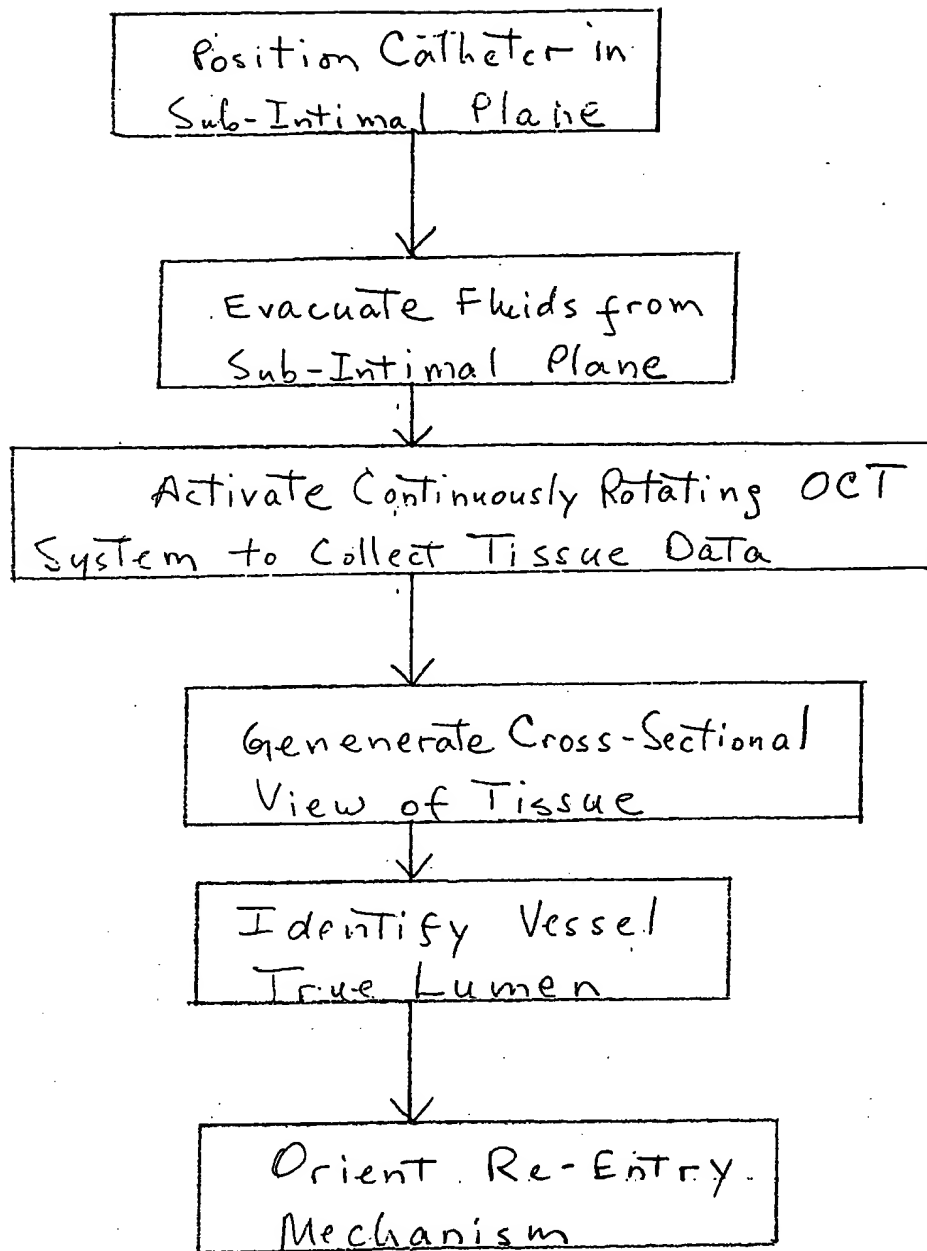 Position Catheter in
Sub-Intimal Plane
Evacuate Fluids from
Sub-Intimal Plane
Activate Continuously Rotating OCT
System to Collect Tissue Data
Genenerate Cross-Sectional
View of Tissue
Identify Vessel
True Lumen
Orient Re-Entry
Mechanism